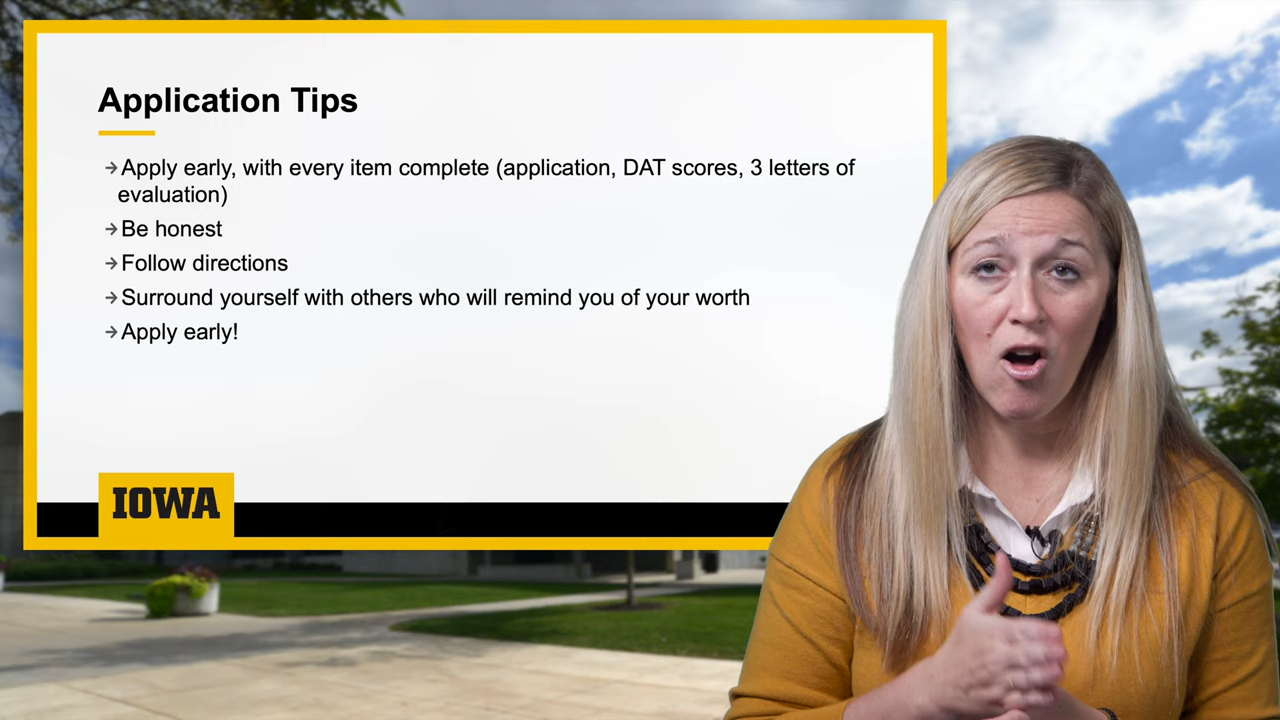 Application Tips
→Apply early, with every item complete (application, DAT scores, 3 letters of
evaluation)
→Be honest
→Follow directions
→Surround yourself with others who will remind you of your worth
→Apply early!
IOWA